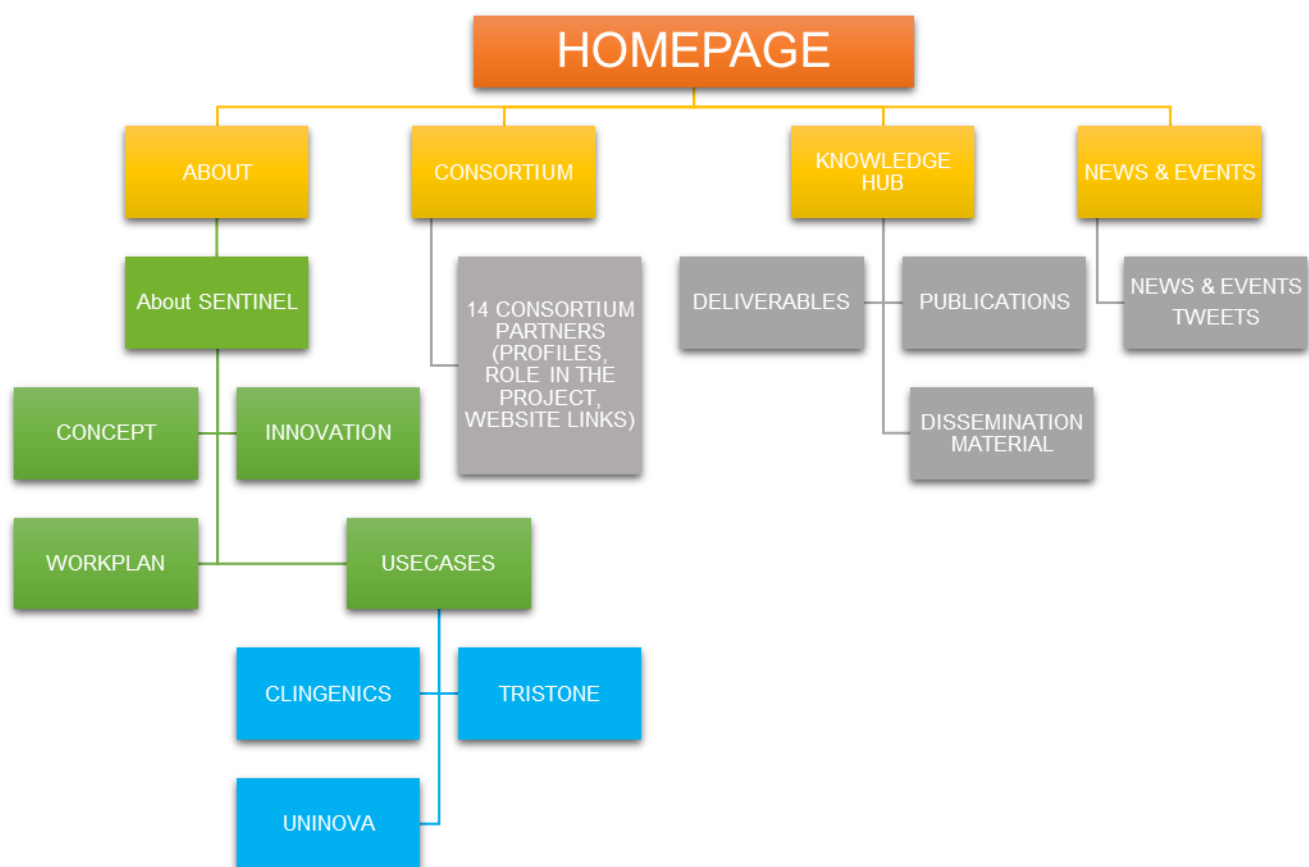 HOMEPAGE
ABOUT
CONSORTIUM
KNOWLEDGE
HUB
NEWS & EVENTS
About SENTINEL
14 CONSORTIUM
PARTNERS
(PROFILES,
ROLE IN THE
PROJECT,
WEBSITE LINKS)
DELIVERABLES
PUBLICATIONS
NEWS & EVENTS
TWEETS
CONCEPT
INNOVATION
DISSEMINATION
MATERIAL
WORKPLAN
USECASES
CLINGENICS
TRISTONE
UNINOVA